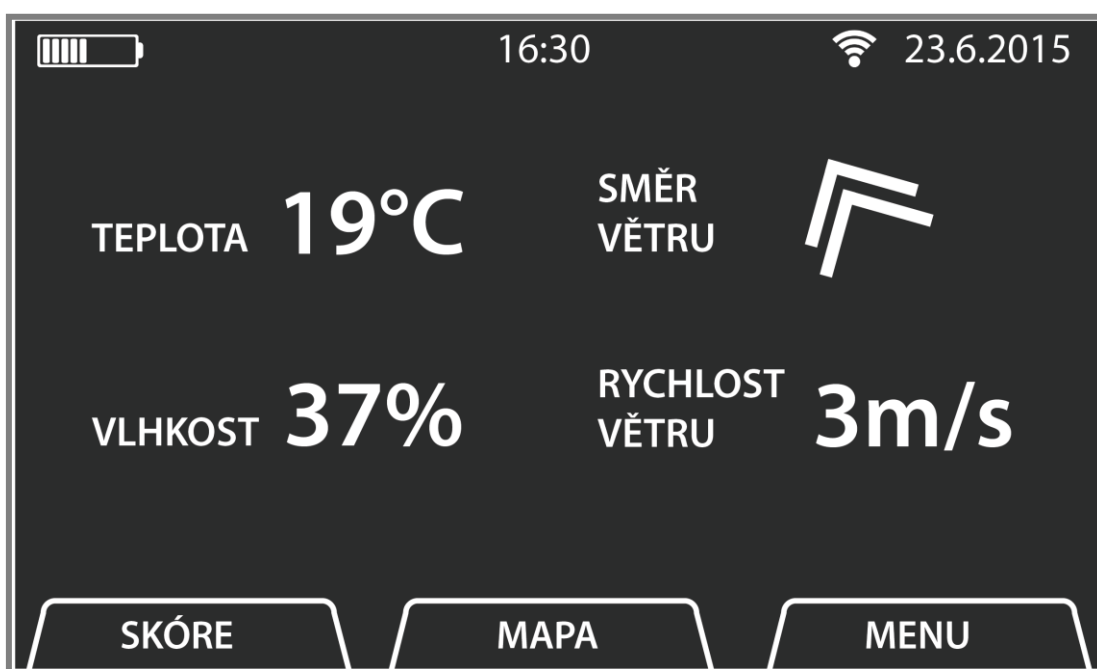 16:30
23.6.2015
TEPLOTA 19°C
SMĚR
VĚTRU
VLHKOST 37%
RYCHLOST
VĚTRU
3m/s
SKÓRE
MAPA
MENU